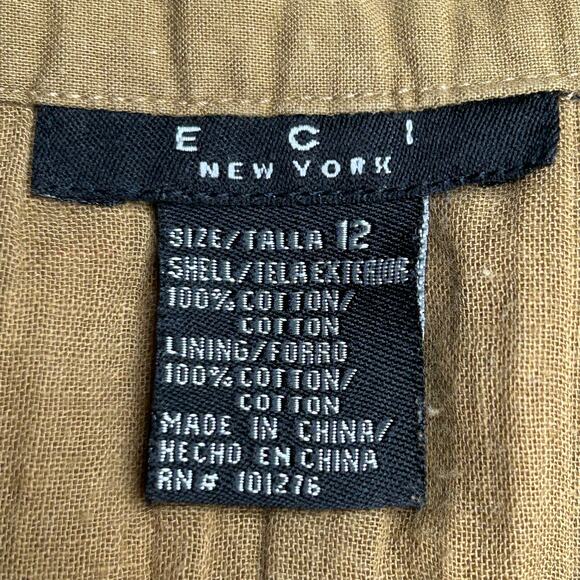 E C I
NEW YORK
SIZE/TALLA 12
SHELL/TELA EXTERIOR
100% COTTON/
COTTON
LINING/FORRO
100% COTTON/
COTTON
MADE IN CHINA/
HECHO EN CHINA
RN# 101276